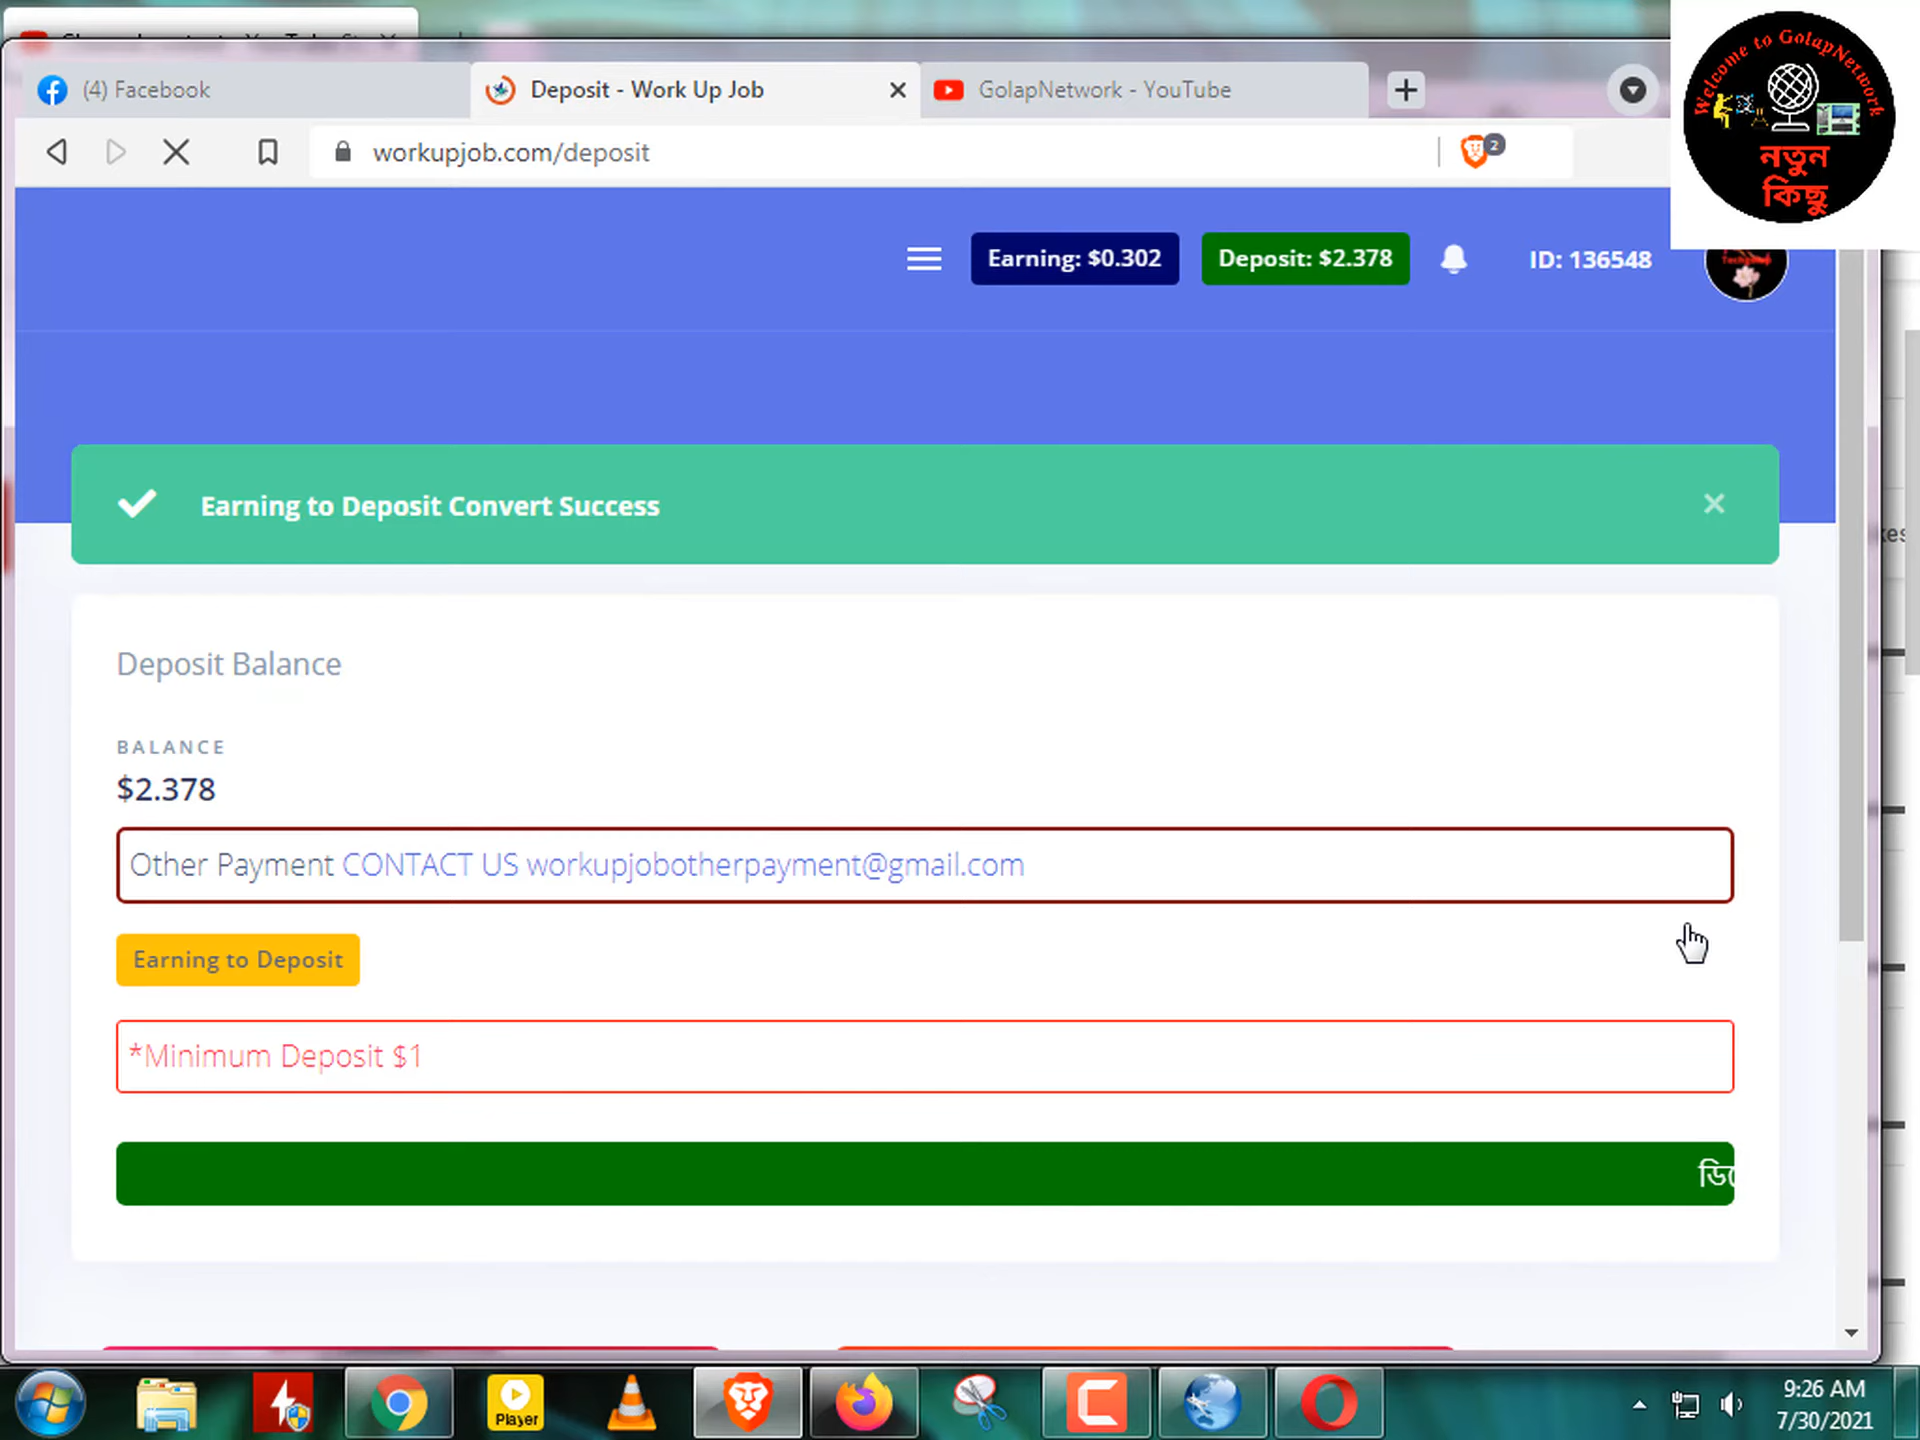 (4) Facebook
Deposit - Work Up Job
GolapNetwork - YouTube
workupjob.com/deposit
2
Welcome to GolapNetwork
নতুন
কিছু
Earning: $0.302
Deposit: $2.378
ID: 136548
Earning to Deposit Convert Success
Deposit Balance
BALANCE
$2.378
Other Payment CONTACT US workupjobotherpayment@gmail.com
Earning to Deposit
*Minimum Deposit $1
Player
9:26 AM
7/30/2021